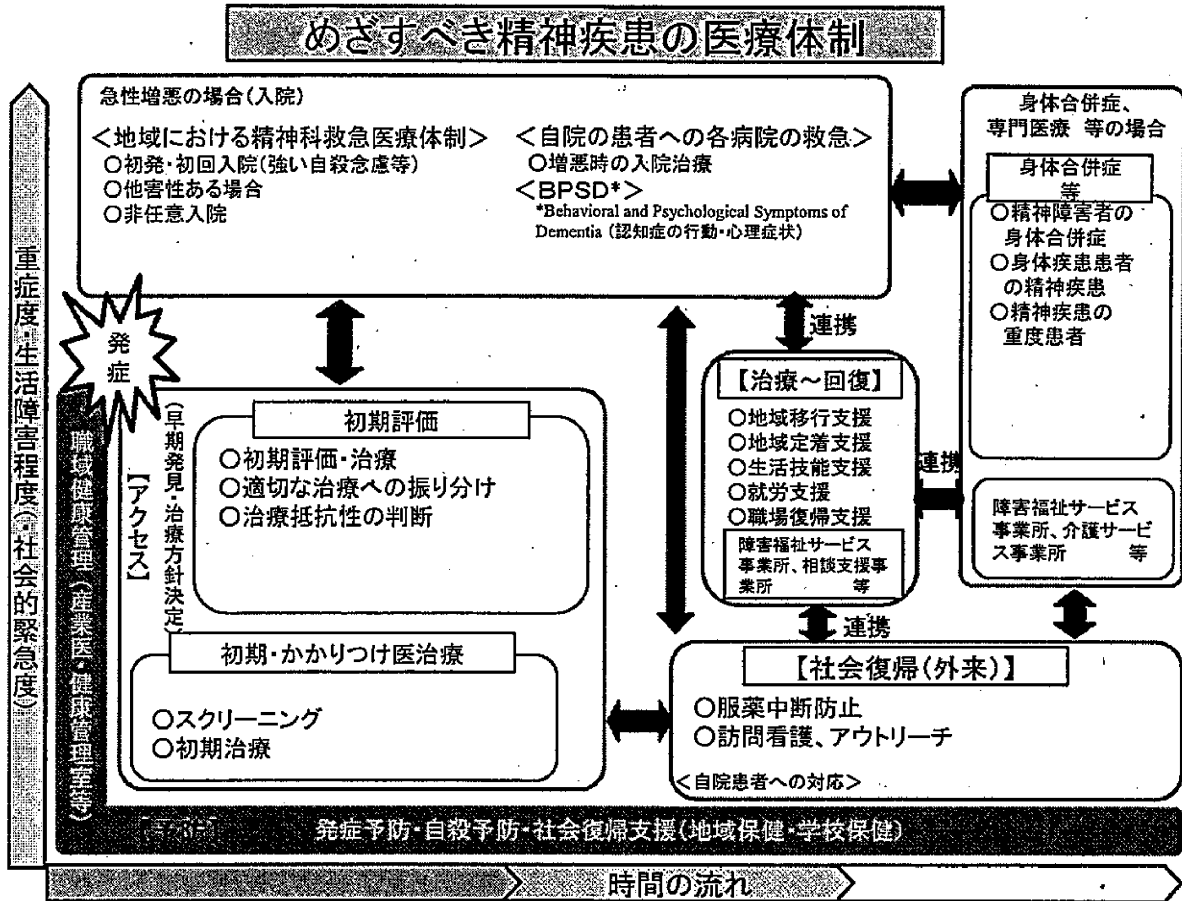 めざすべき精神疾患の医療体制
急性増悪の場合(入院)
＜地域における精神科救急医療体制＞
○初発・初回入院(強い自殺念慮等)
○他害性ある場合
○非任意入院
＜自院の患者への各病院の救急＞
○増悪時の入院治療
＜BPSD*＞
*Behavioral and Psychological Symptoms of
Dementia (認知症の行動・心理症状)
身体合併症、
専門医療 等の場合
身体合併症
等
○精神障害者の
身体合併症
○身体疾患患者
の精神疾患
○精神疾患の
重度患者
障害福祉サービス
事業所、介護サービ
ス事業所 等
重症度・生活障害程度(・社会的緊急度)
発
症
連携
【治療～回復】
○地域移行支援
○地域定着支援
○生活技能支援
○就労支援
○職場復帰支援
障害福祉サービス
事業所、相談支援事
業所 等
連携
連携
職域健康管理(産業医・健康管理室等)
【アクセス】
(早期発見・治療方針決定)
初期評価
○初期評価・治療
○適切な治療への振り分け
○治療抵抗性の判断
初期・かかりつけ医治療
○スクリーニング
○初期治療
【社会復帰(外来)】
○服薬中断防止
○訪問看護、アウトリーチ
＜自院患者への対応＞
【予防】
発症予防・自殺予防・社会復帰支援(地域保健・学校保健)
時間の流れ